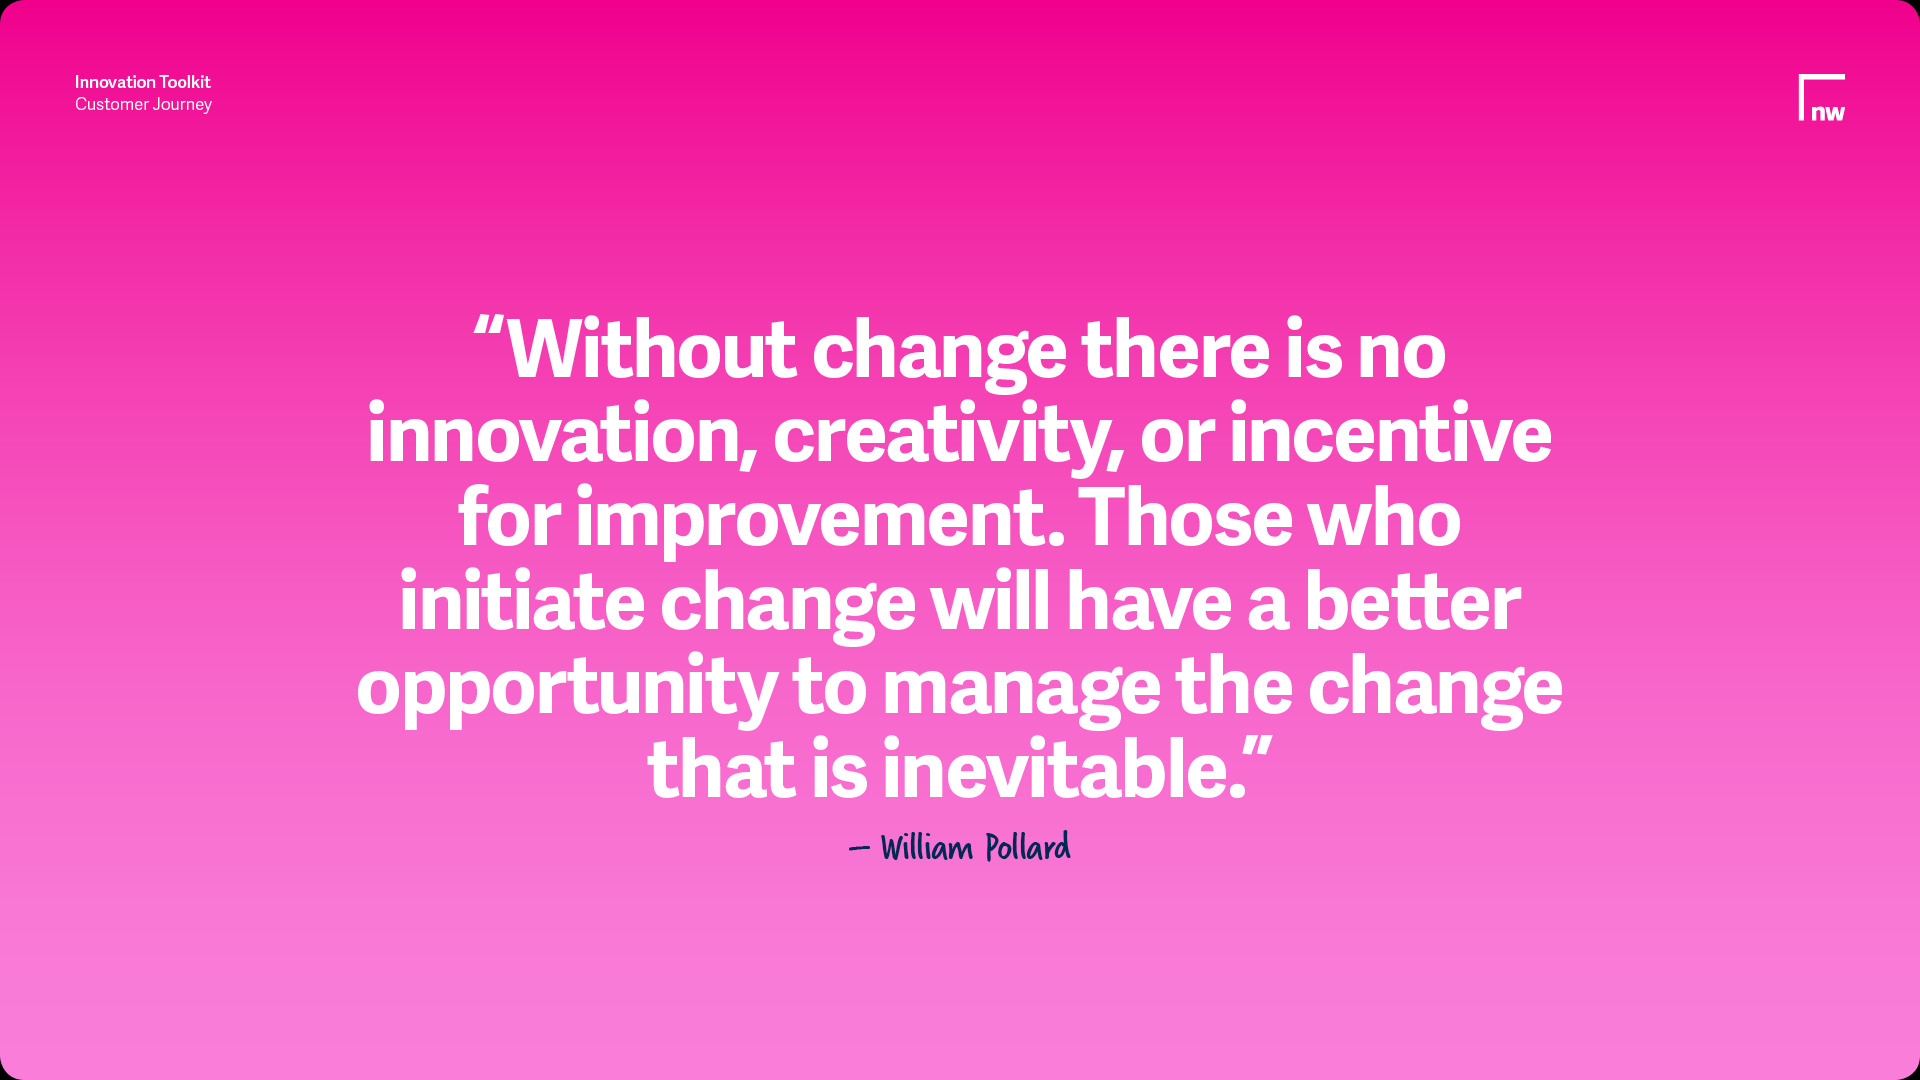 Innovation Toolkit
Customer Journey
nw
“Without change there is no
innovation, creativity, or incentive
for improvement. Those who
initiate change will have a better
opportunity to manage the change
that is inevitable.”
– William Pollard